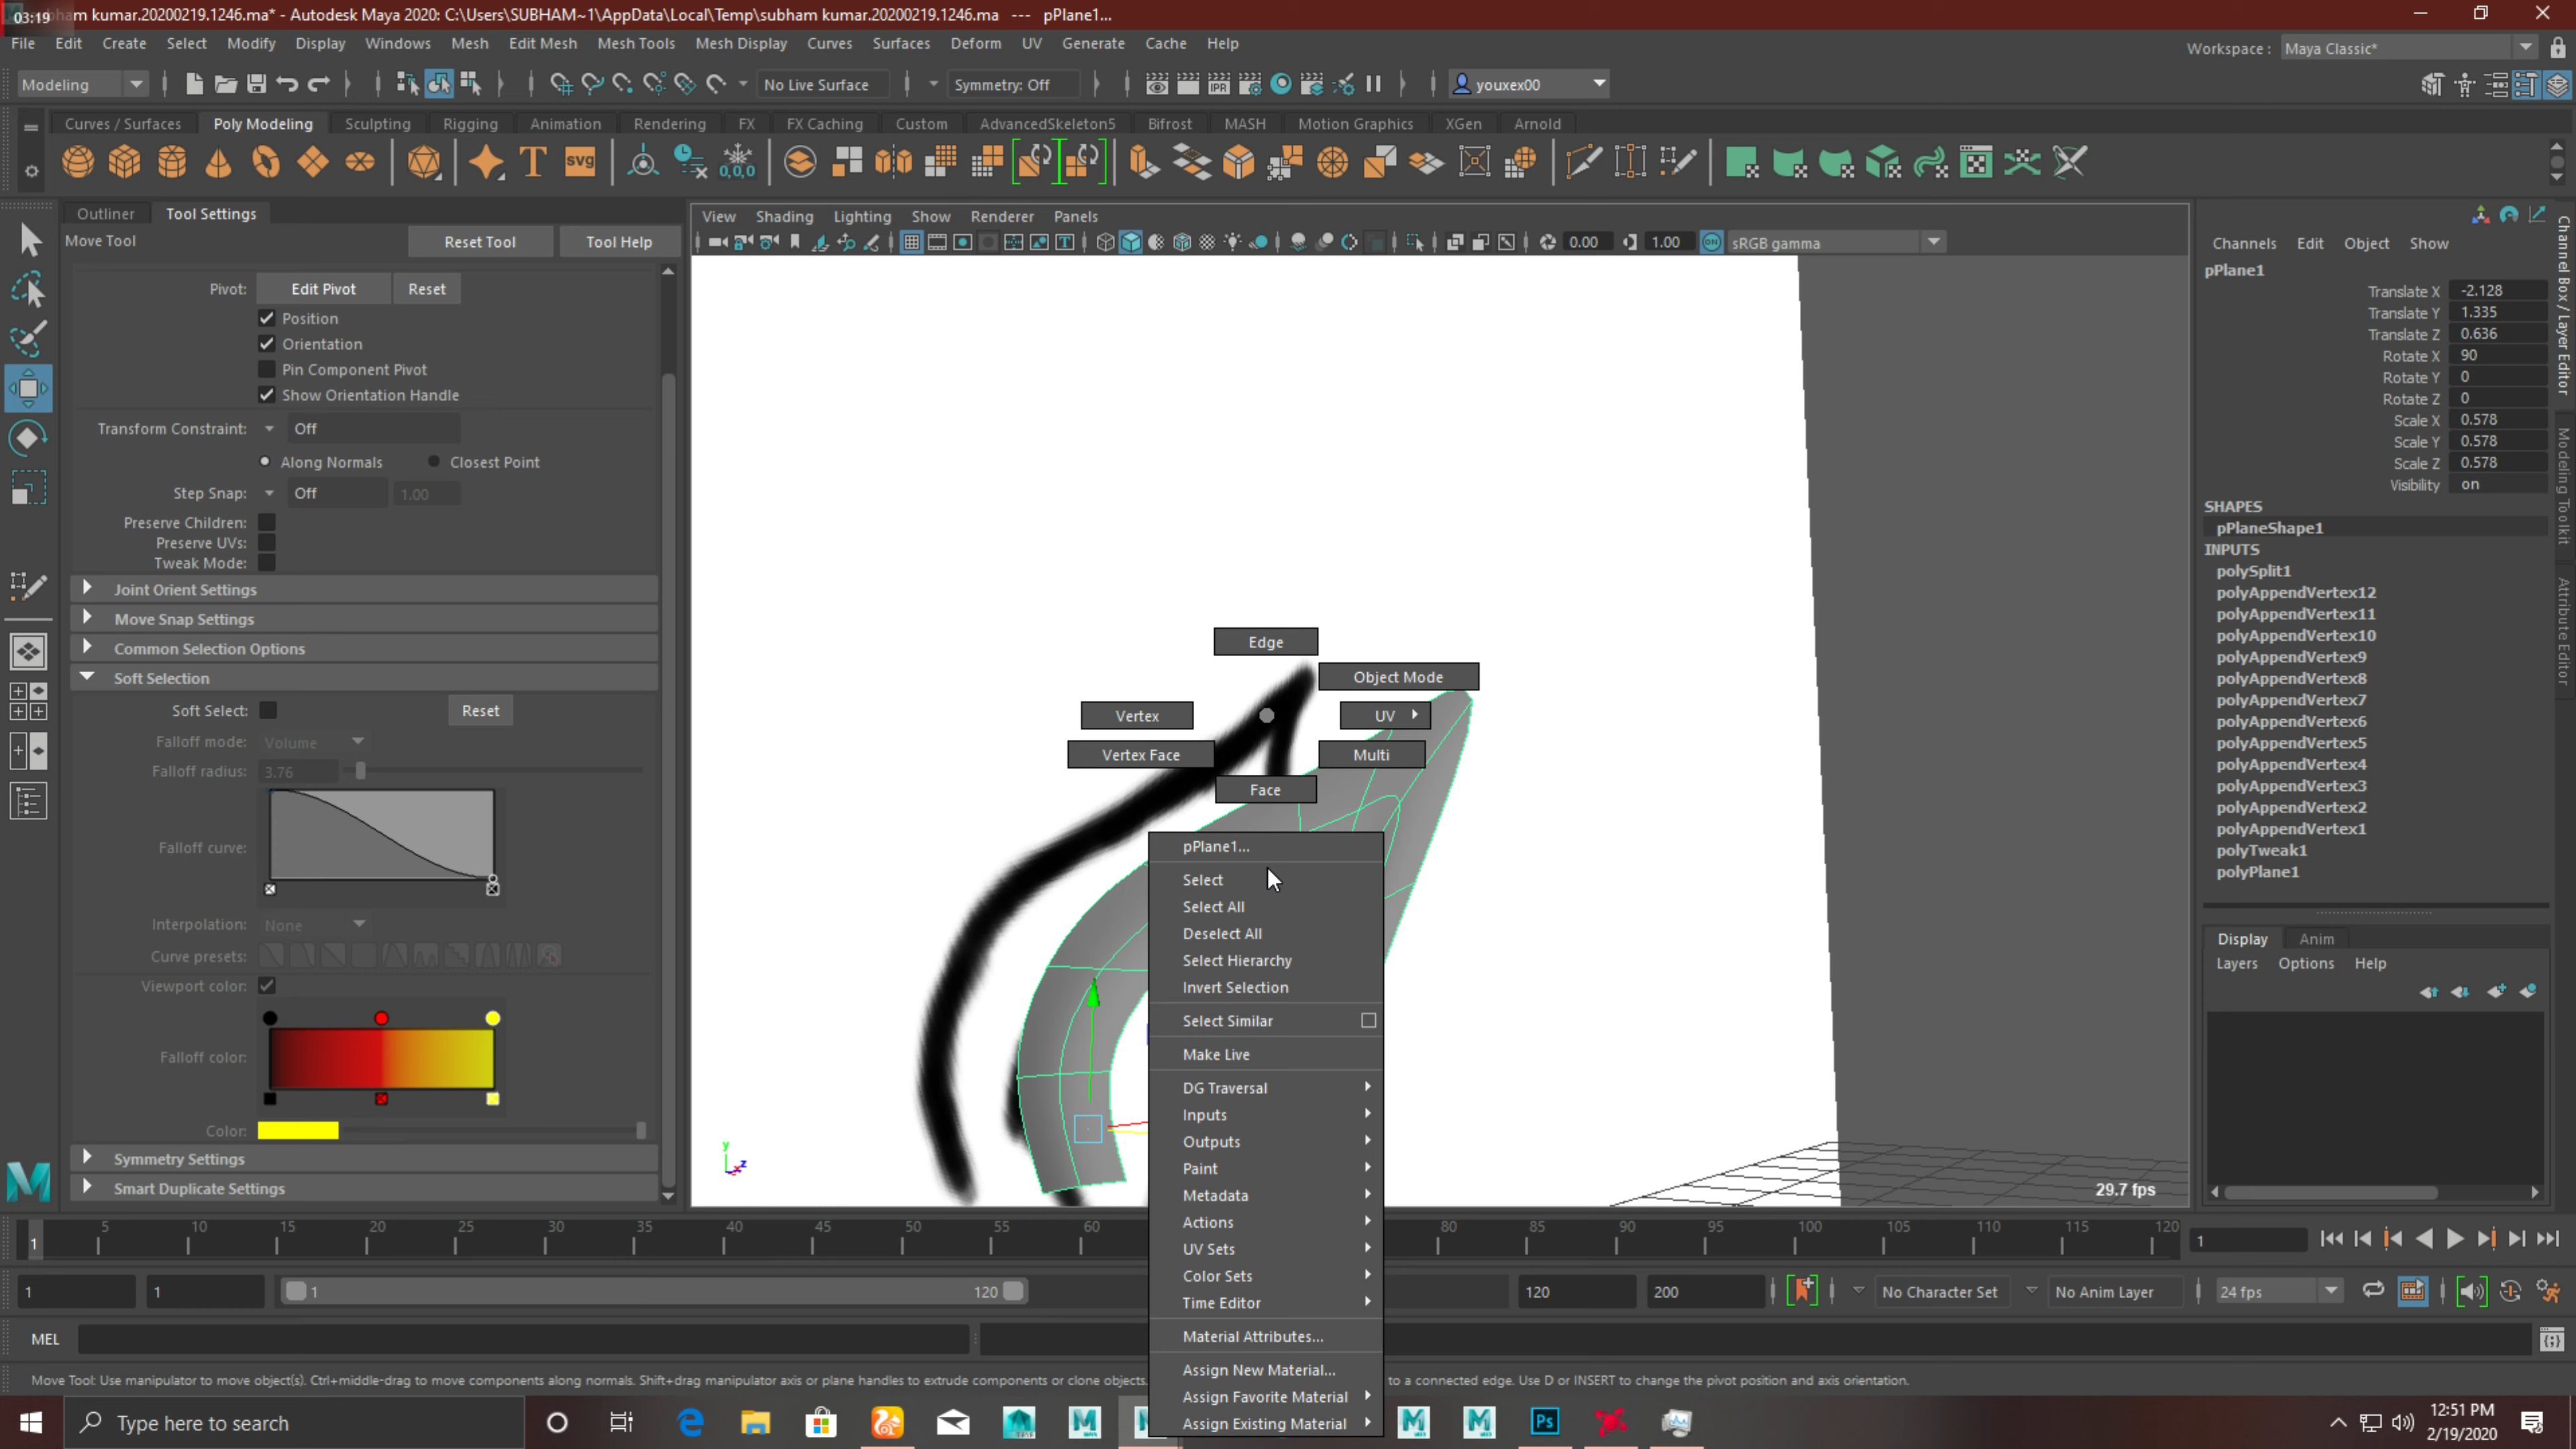 03:19 bham kumar.20200219.1246.ma* - Autodesk Maya 2020: C:\Users\SUBHAM~1\AppData\Local\Temp\subham kumar.20200219.1246.ma --- pPlane1...
File Edit Create Select Modify Display Windows Mesh Edit Mesh Mesh Tools Mesh Display Curves Surfaces Deform UV Generate Cache Help Workspace : Maya Classic*
Modeling No Live Surface Symmetry: Off IPR youxex00
Curves / Surfaces Poly Modeling Sculpting Rigging Animation Rendering FX FX Caching Custom AdvancedSkeleton5 Bifrost MASH Motion Graphics XGen Arnold
T svg 0,0,0
Outliner Tool Settings
Move Tool Reset Tool Tool Help
Pivot: Edit Pivot Reset
Position
Orientation
Pin Component Pivot
Show Orientation Handle
Transform Constraint: Off
Along Normals Closest Point
Step Snap: Off 1.00
Preserve Children:
Preserve UVs:
Tweak Mode:
Joint Orient Settings
Move Snap Settings
Common Selection Options
Soft Selection
Soft Select: Reset
Falloff mode: Volume
Falloff radius: 3.76
Falloff curve:
Interpolation: None
Curve presets:
Viewport color:
Falloff color:
Color:
Symmetry Settings
Smart Duplicate Settings
View Shading Lighting Show Renderer Panels
0.00 1.00 ON sRGB gamma
Edge
Object Mode
Vertex UV
Vertex Face Multi
Face
pPlane1...
Select
Select All
Deselect All
Select Hierarchy
Invert Selection
Select Similar
Make Live
DG Traversal
Inputs
Outputs
Paint
Metadata
Actions
UV Sets
Color Sets
Time Editor
Material Attributes...
Assign New Material...
Assign Favorite Material
Assign Existing Material
y
z
29.7 fps
Channels Edit Object Show
pPlane1
Translate X -2.128
Translate Y 1.335
Translate Z 0.636
Rotate X 90
Rotate Y 0
Rotate Z 0
Scale X 0.578
Scale Y 0.578
Scale Z 0.578
Visibility on
SHAPES
pPlaneShape1
INPUTS
polySplit1
polyAppendVertex12
polyAppendVertex11
polyAppendVertex10
polyAppendVertex9
polyAppendVertex8
polyAppendVertex7
polyAppendVertex6
polyAppendVertex5
polyAppendVertex4
polyAppendVertex3
polyAppendVertex2
polyAppendVertex1
polyTweak1
polyPlane1
Display Anim
Layers Options Help
Channel Box / Layer Editor
Modeling Toolkit
Attribute Editor
1 5 10 15 20 25 30 35 40 45 50 55 60 80 85 90 95 100 105 110 115 120 1
1 1 1 120 120 200 No Character Set No Anim Layer 24 fps
MEL
Move Tool: Use manipulator to move object(s). Ctrl+middle-drag to move components along normals. Shift+drag manipulator axis or plane handles to extrude components or clone objects. to a connected edge. Use D or INSERT to change the pivot position and axis orientation.
Type here to search Ps 12:51 PM
2/19/2020